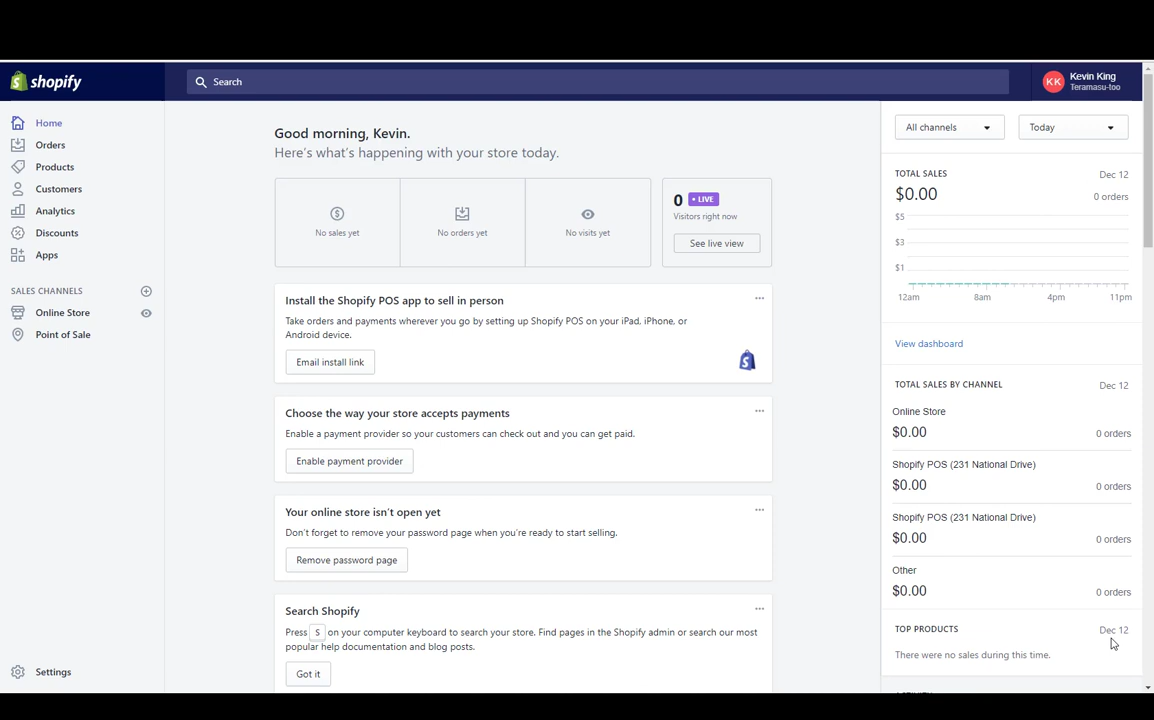 shopify
Search
KK
Kevin King
Teramasu-too
Home
Orders
Products
Customers
Analytics
Discounts
Apps
SALES CHANNELS
Online Store
Point of Sale
Settings
Good morning, Kevin.
Here's what's happening with your store today.
No sales yet
No orders yet
No visits yet
0 • LIVE
Visitors right now
See live view
Install the Shopify POS app to sell in person
Take orders and payments wherever you go by setting up Shopify POS on your iPad, iPhone, or
Android device.
Email install link
Choose the way your store accepts payments
Enable a payment provider so your customers can check out and you can get paid.
Enable payment provider
Your online store isn't open yet
Don't forget to remove your password page when you're ready to start selling.
Remove password page
Search Shopify
Press S on your computer keyboard to search your store. Find pages in the Shopify admin or search our most
popular help documentation and blog posts.
Got it
All channels
Today
TOTAL SALES Dec 12
$0.00 0 orders
$5
$3
$1
12am 8am 4pm 11pm
View dashboard
TOTAL SALES BY CHANNEL Dec 12
Online Store
$0.00 0 orders
Shopify POS (231 National Drive)
$0.00 0 orders
Shopify POS (231 National Drive)
$0.00 0 orders
Other
$0.00 0 orders
TOP PRODUCTS Dec 12
There were no sales during this time.